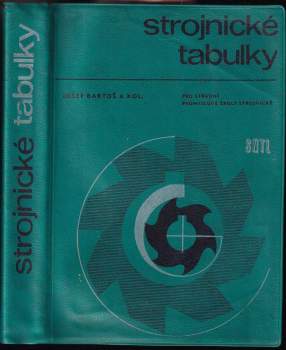 strojnické tabulky
strojnické
tabulky
JOSEF BARTOŠ A KOL.
PRO STŘEDNÍ
PRŮMYSLOVÉ ŠKOLY STROJNICKÉ
SNTL